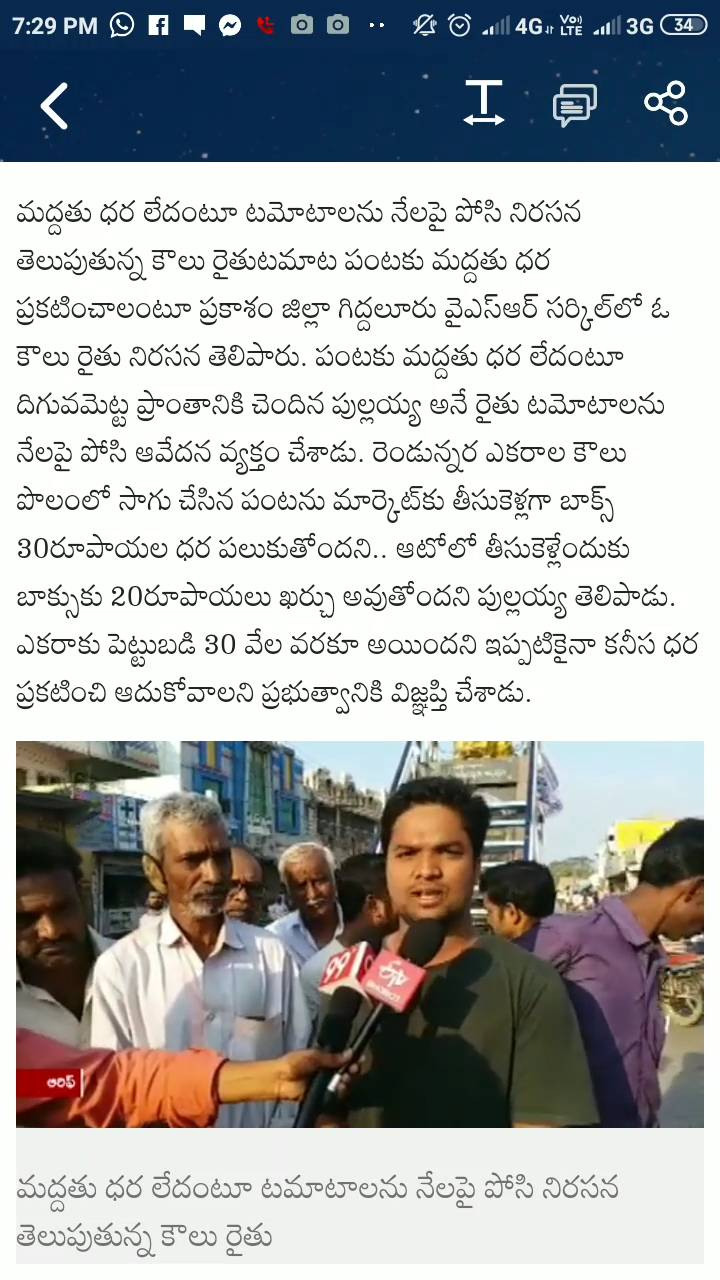 7:29 PM
4G
VoLTE
3G
34
మద్దతు ధర లేదంటూ టమోటాలను నేలపై పోసి నిరసన
తెలుపుతున్న కౌలు రైతుటమాట పంటకు మద్దతు ధర
ప్రకటించాలంటూ ప్రకాశం జిల్లా గిద్దలూరు వైఎస్ఆర్ సర్కిల్‌లో ఓ
కౌలు రైతు నిరసన తెలిపారు. పంటకు మద్దతు ధర లేదంటూ
దిగువమెట్ట ప్రాంతానికి చెందిన పుల్లయ్య అనే రైతు టమోటాలను
నేలపై పోసి ఆవేదన వ్యక్తం చేశాడు. రెండున్నర ఎకరాల కౌలు
పొలంలో సాగు చేసిన పంటను మార్కెట్‌కు తీసుకెళ్లగా బాక్స్
30రూపాయల ధర పలుకుతోందని.. ఆటోలో తీసుకెళ్లేందుకు
బాక్సుకు 20రూపాయలు ఖర్చు అవుతోందని పుల్లయ్య తెలిపాడు.
ఎకరాకు పెట్టుబడి 30 వేల వరకూ అయిందని ఇప్పటికైనా కనీస ధర
ప్రకటించి ఆదుకోవాలని ప్రభుత్వానికి విజ్ఞప్తి చేశాడు.
99
etv
BHARAT
ఆరిఫ్
మద్దతు ధర లేదంటూ టమాటాలను నేలపై పోసి నిరసన
తెలుపుతున్న కౌలు రైతు